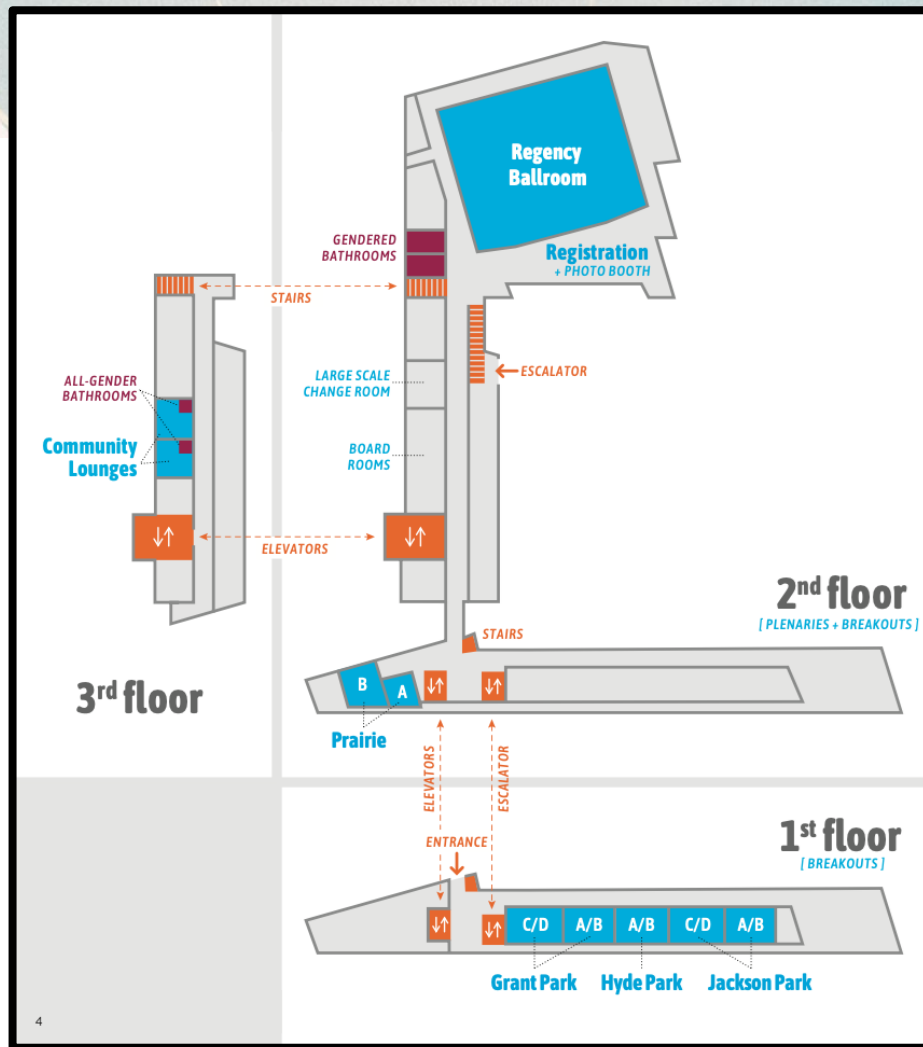 Regency
Ballroom
GENDERED
BATHROOMS
Registration
+ PHOTO BOOTH
STAIRS
ESCALATOR
ALL-GENDER
BATHROOMS
LARGE SCALE
CHANGE ROOM
Community
Lounges
BOARD
ROOMS
↓↑
↓↑
ELEVATORS
2nd floor
[ PLENARIES + BREAKOUTS ]
STAIRS
3rd floor
B
A
↓↑
↓↑
Prairie
ELEVATORS
ESCALATOR
1st floor
[ BREAKOUTS ]
ENTRANCE
↓↑
↓↑
C/D
A/B
A/B
C/D
A/B
Grant Park
Hyde Park
Jackson Park
4